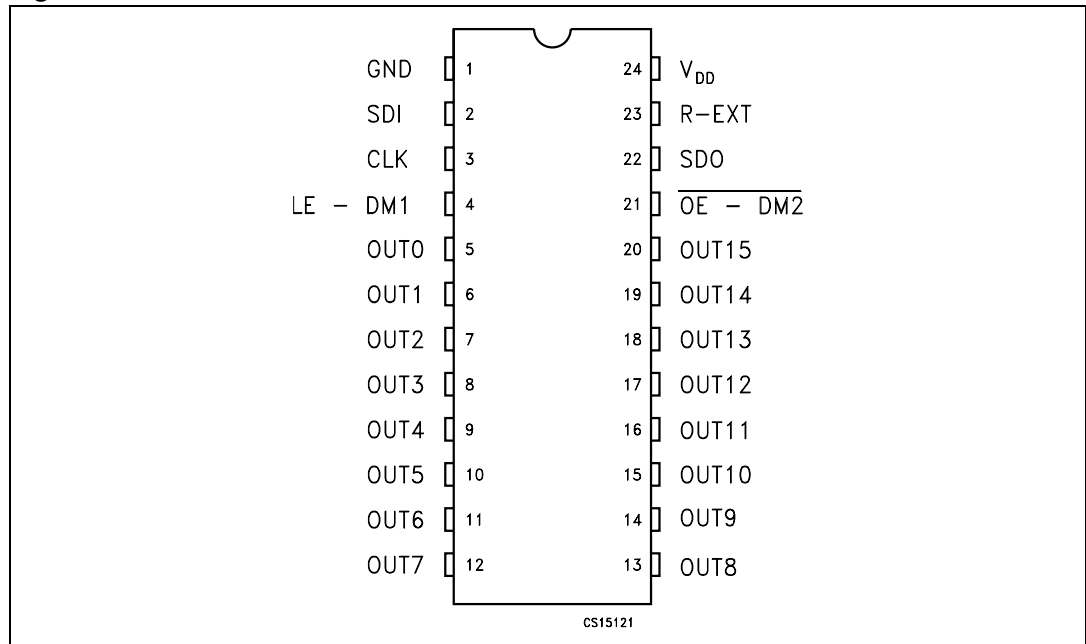 GND 1 24 V_DD
SDI 2 23 R-EXT
CLK 3 22 SDO
LE - DM1 4 21 OE - DM2
OUT0 5 20 OUT15
OUT1 6 19 OUT14
OUT2 7 18 OUT13
OUT3 8 17 OUT12
OUT4 9 16 OUT11
OUT5 10 15 OUT10
OUT6 11 14 OUT9
OUT7 12 13 OUT8
CS15121